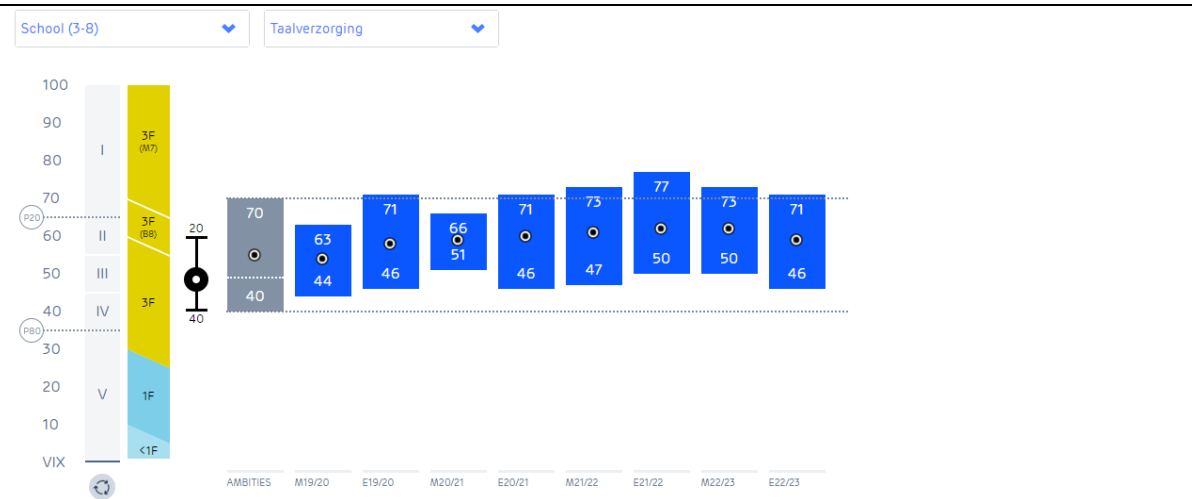 School (3-8)
Taalverzorging
100
90
80
70
P20
60
50
40
P80
30
20
10
VIX
I
II
III
IV
V
3F
(M7)
3F
(B8)
3F
1F
<1F
20
40
70
40
63
44
71
46
66
51
71
46
73
47
77
50
73
50
71
46
AMBITIES M19/20 E19/20 M20/21 E20/21 M21/22 E21/22 M22/23 E22/23